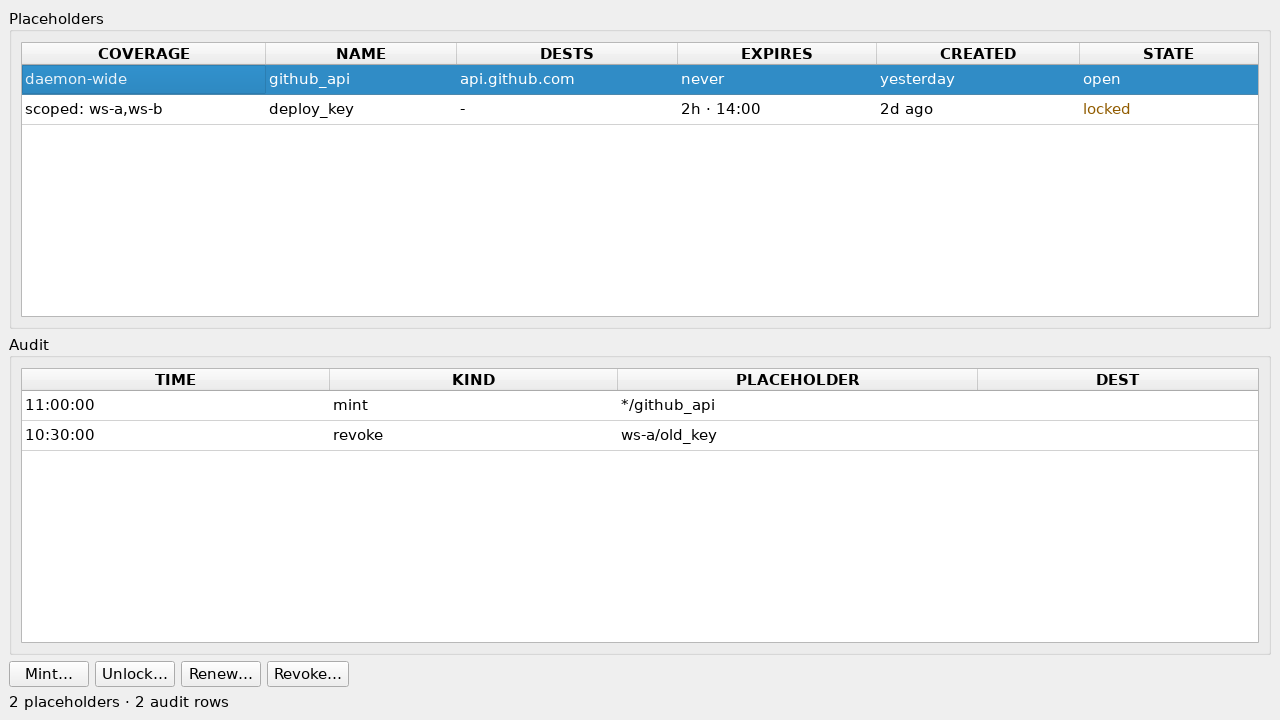 Placeholders
COVERAGE NAME DESTS EXPIRES CREATED STATE
daemon-wide github_api api.github.com never yesterday open
scoped: ws-a,ws-b deploy_key - 2h · 14:00 2d ago locked
Audit
TIME KIND PLACEHOLDER DEST
11:00:00 mint */github_api
10:30:00 revoke ws-a/old_key
Mint... Unlock... Renew... Revoke...
2 placeholders · 2 audit rows